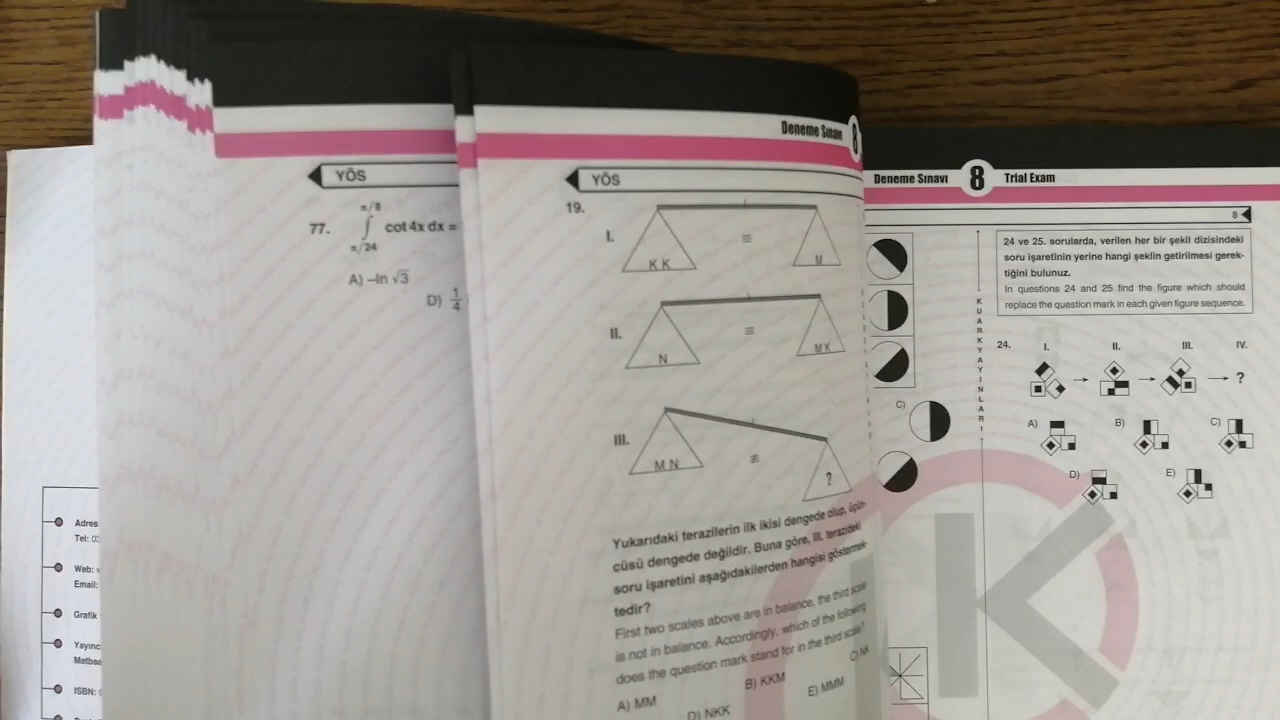 Adres
Tel: 03
Web:
Email:
Grafik
Yayınc
Matbaa
ISBN:
YÖS
77. π/8 ∫ π/24 cot 4x dx =
A) –ln √3
D) 1/4
Deneme Sınavı 8
YÖS
19.
I. K K ≡ M
II. N ≡ M K
III. M N ≢ ?
Yukarıdaki terazilerin ilk ikisi dengede olup, üçün-
cüsü dengede değildir. Buna göre, III. terazideki
soru işaretini aşağıdakilerden hangisi göstermek-
tedir?
First two scales above are in balance, the third scale
is not in balance. Accordingly, which of the following
does the question mark stand for in the third scale?
A) MM B) KKM C) NK
D) NKK E) MMM
Deneme Sınavı 8 Trial Exam
8
C)
KUARK YAYINLARI
24 ve 25. sorularda, verilen her bir şekil dizisindeki
soru işaretinin yerine hangi şeklin getirilmesi gerek-
tiğini bulunuz.
In questions 24 and 25 find the figure which should
replace the question mark in each given figure sequence.
24. I. II. III. IV.
→ → → ?
A) B) C)
D) E)
K